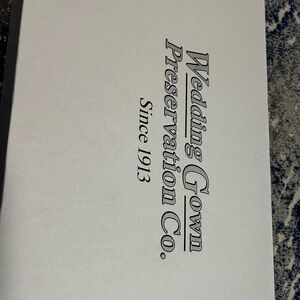 Wedding Gown
Preservation Co.
Since 1913